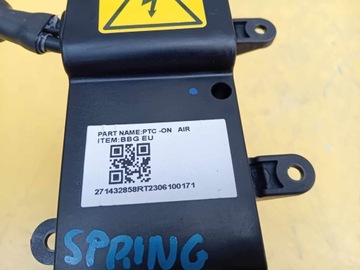 PART NAME:PTC -ON AIR
ITEM:BBG EU
271432858RT2306100171
SPRING